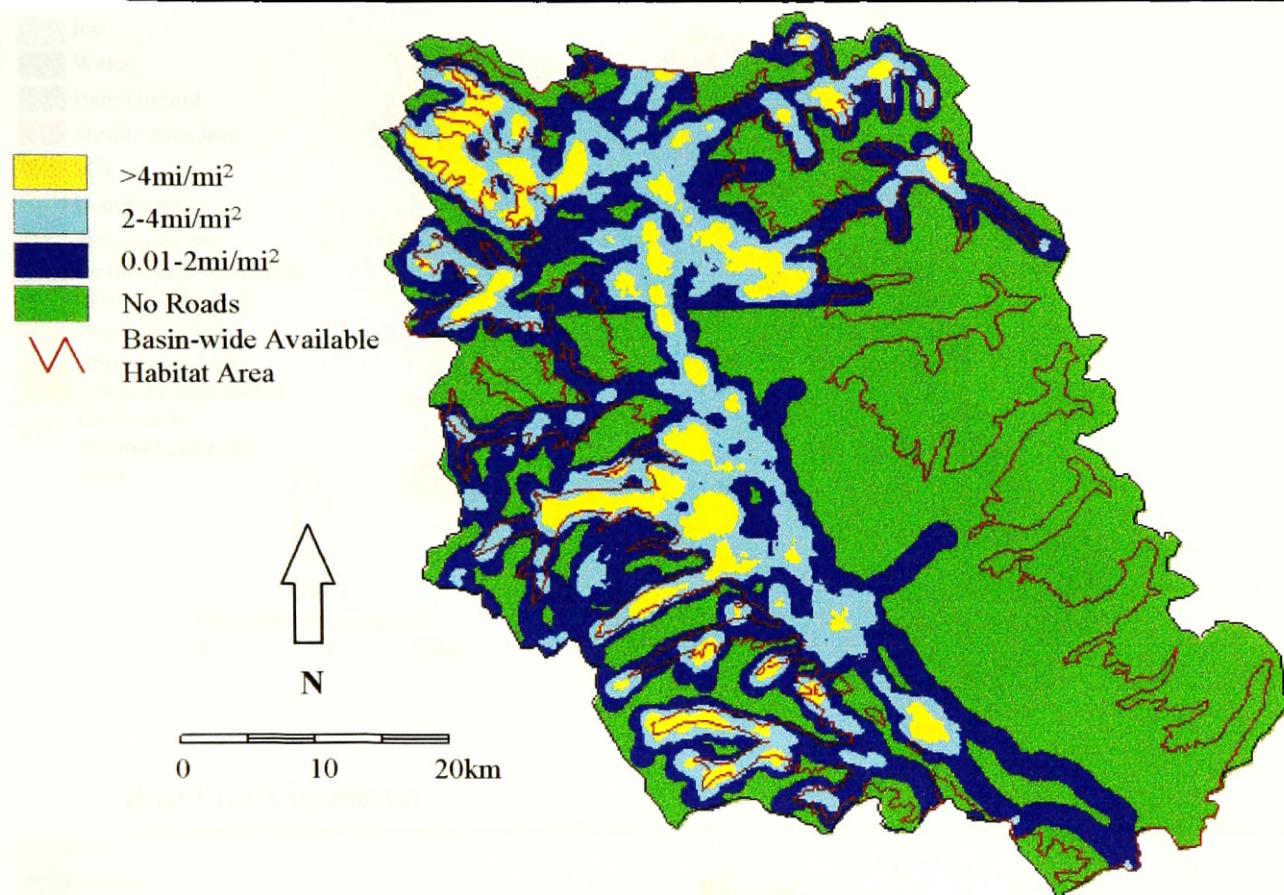 >4mi/mi²
2-4mi/mi²
0.01-2mi/mi²
No Roads
Basin-wide Available
Habitat Area
N
0 10 20km